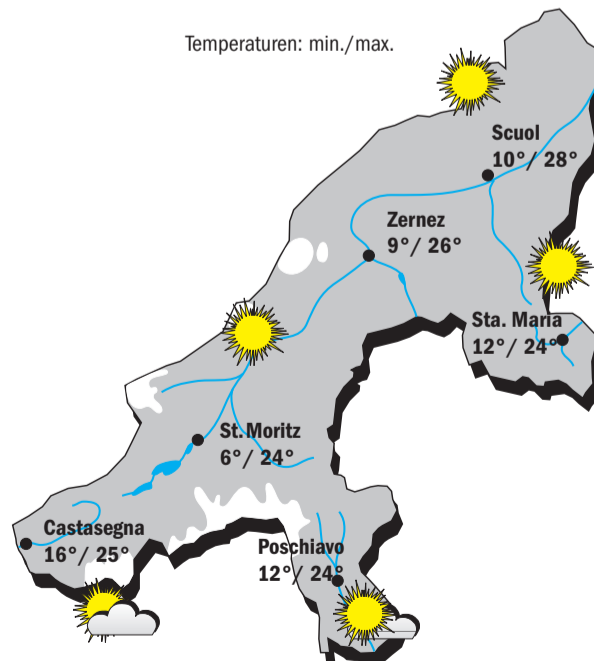 Temperaturen: min./max.
Scuol
10°/ 28°
Zernez
9°/ 26°
Sta. Maria
12°/ 24°
St. Moritz
6°/ 24°
Castasegna
16°/ 25°
Poschiavo
12°/ 24°